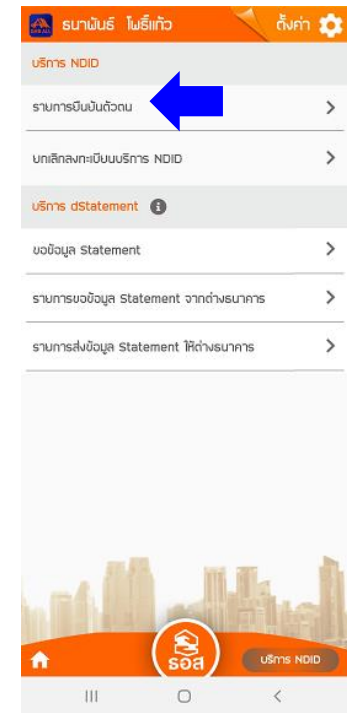 ธนาพันธ์ โพธิ์แก้ว ตั้งค่า
บริการ NDID
รายการยืนยันตัวตน
ยกเลิกลงทะเบียนบริการ NDID
บริการ dStatement
ขอข้อมูล Statement
รายการขอข้อมูล Statement จากต่างธนาคาร
รายการส่งข้อมูล Statement ให้ต่างธนาคาร
ธอส
บริการ NDID